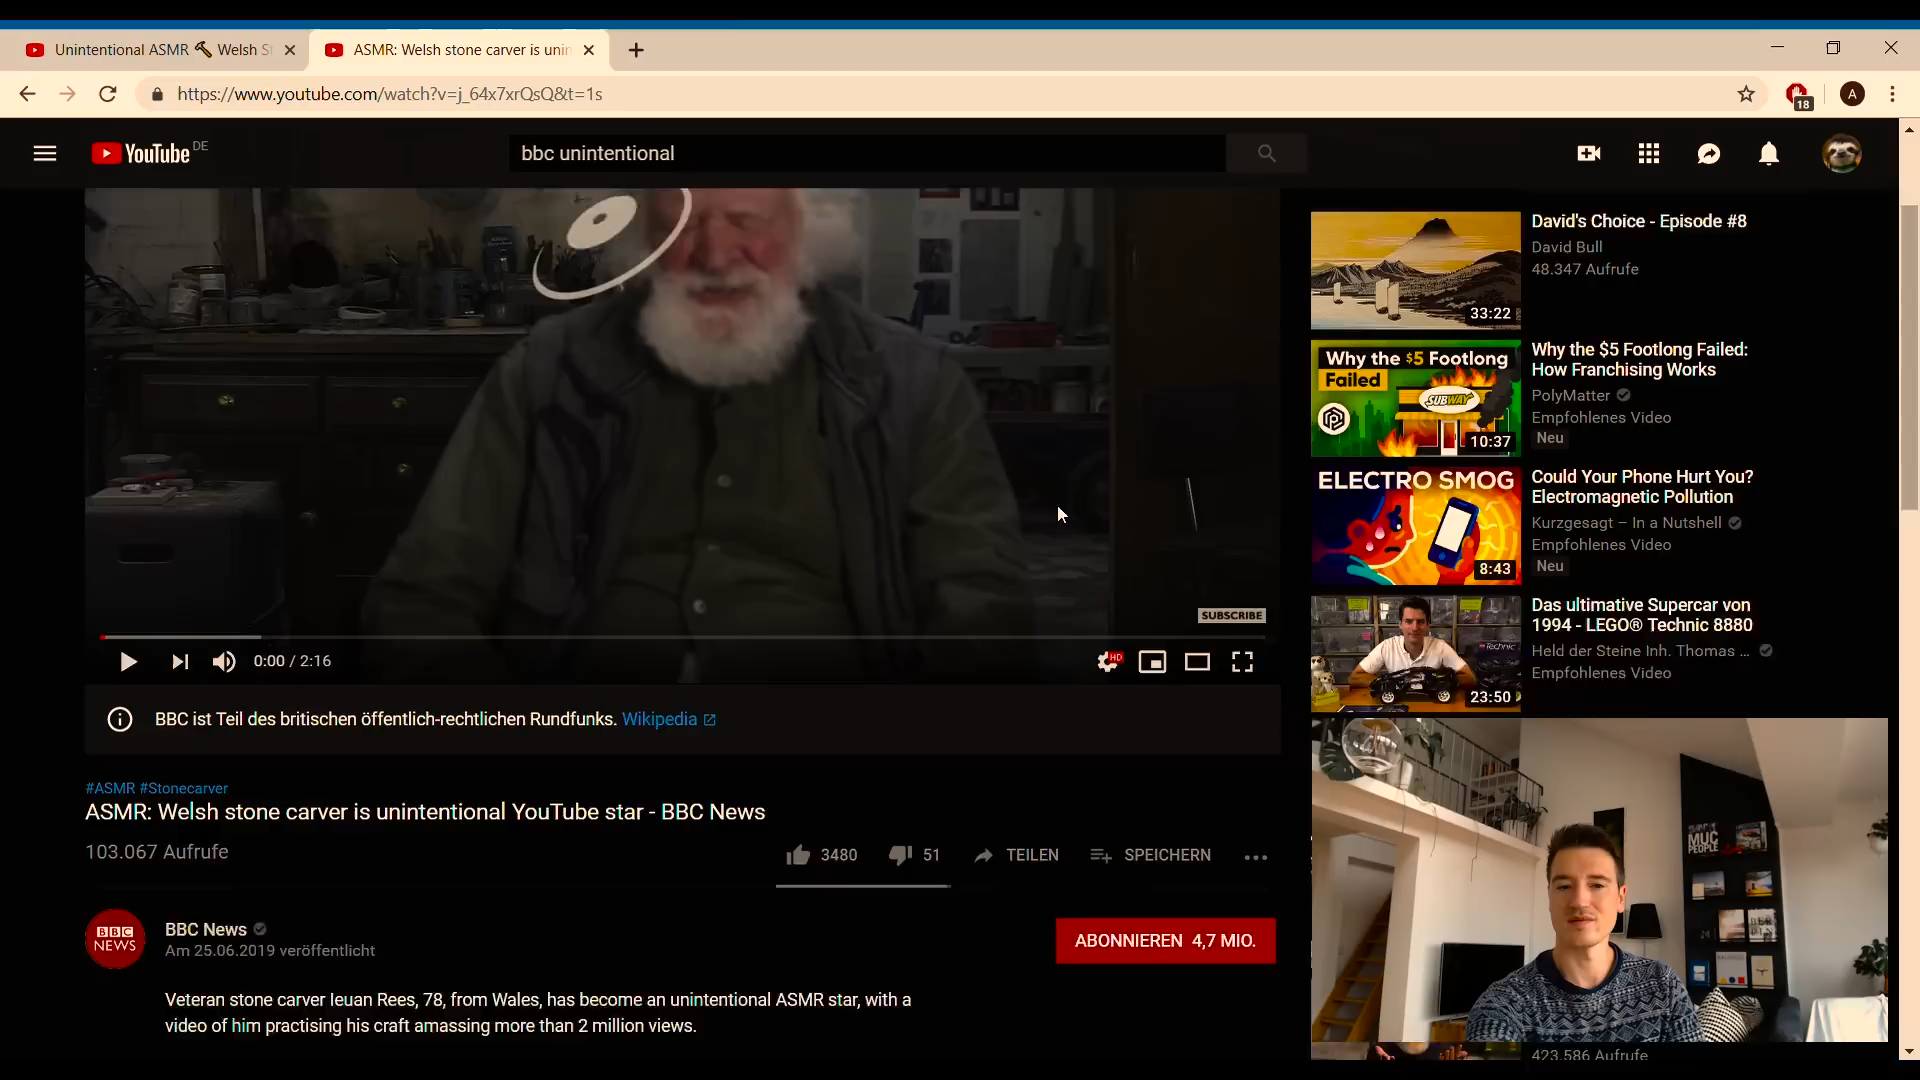 Unintentional ASMR 🔨 Welsh S
ASMR: Welsh stone carver is unin
https://www.youtube.com/watch?v=j_64x7xrQsQ&t=1s
18
A
YouTube DE
bbc unintentional
SUBSCRIBE
0:00 / 2:16
HD
BBC ist Teil des britischen öffentlich-rechtlichen Rundfunks. Wikipedia
#ASMR #Stonecarver
ASMR: Welsh stone carver is unintentional YouTube star - BBC News
103.067 Aufrufe
3480
51
TEILEN
SPEICHERN
BBC NEWS
BBC News
Am 25.06.2019 veröffentlicht
ABONNIEREN 4,7 MIO.
Veteran stone carver Ieuan Rees, 78, from Wales, has become an unintentional ASMR star, with a
video of him practising his craft amassing more than 2 million views.
33:22
David's Choice - Episode #8
David Bull
48.347 Aufrufe
Why the $5 Footlong
Failed
SUBWAY
10:37
Why the $5 Footlong Failed:
How Franchising Works
PolyMatter
Empfohlenes Video
Neu
ELECTRO SMOG
8:43
Could Your Phone Hurt You?
Electromagnetic Pollution
Kurzgesagt – In a Nutshell
Empfohlenes Video
Neu
TECHNIC
23:50
Das ultimative Supercar von
1994 - LEGO® Technic 8880
Held der Steine Inh. Thomas ...
Empfohlenes Video
MUC
PEOPLE
423.586 Aufrufe